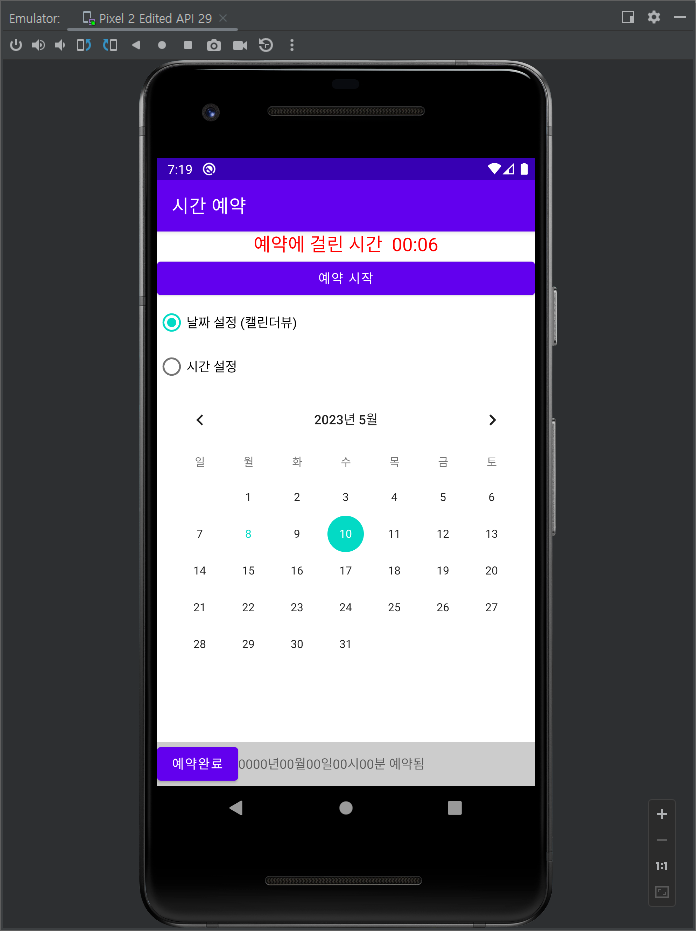 Emulator: Pixel 2 Edited API 29
7:19
시간 예약
예약에 걸린 시간 00:06
예약 시작
날짜 설정 (캘린더뷰)
시간 설정
2023년 5월
일 월 화 수 목 금 토
1 2 3 4 5 6
7 8 9 10 11 12 13
14 15 16 17 18 19 20
21 22 23 24 25 26 27
28 29 30 31
예약완료 0000년00월00일00시00분 예약됨
1:1